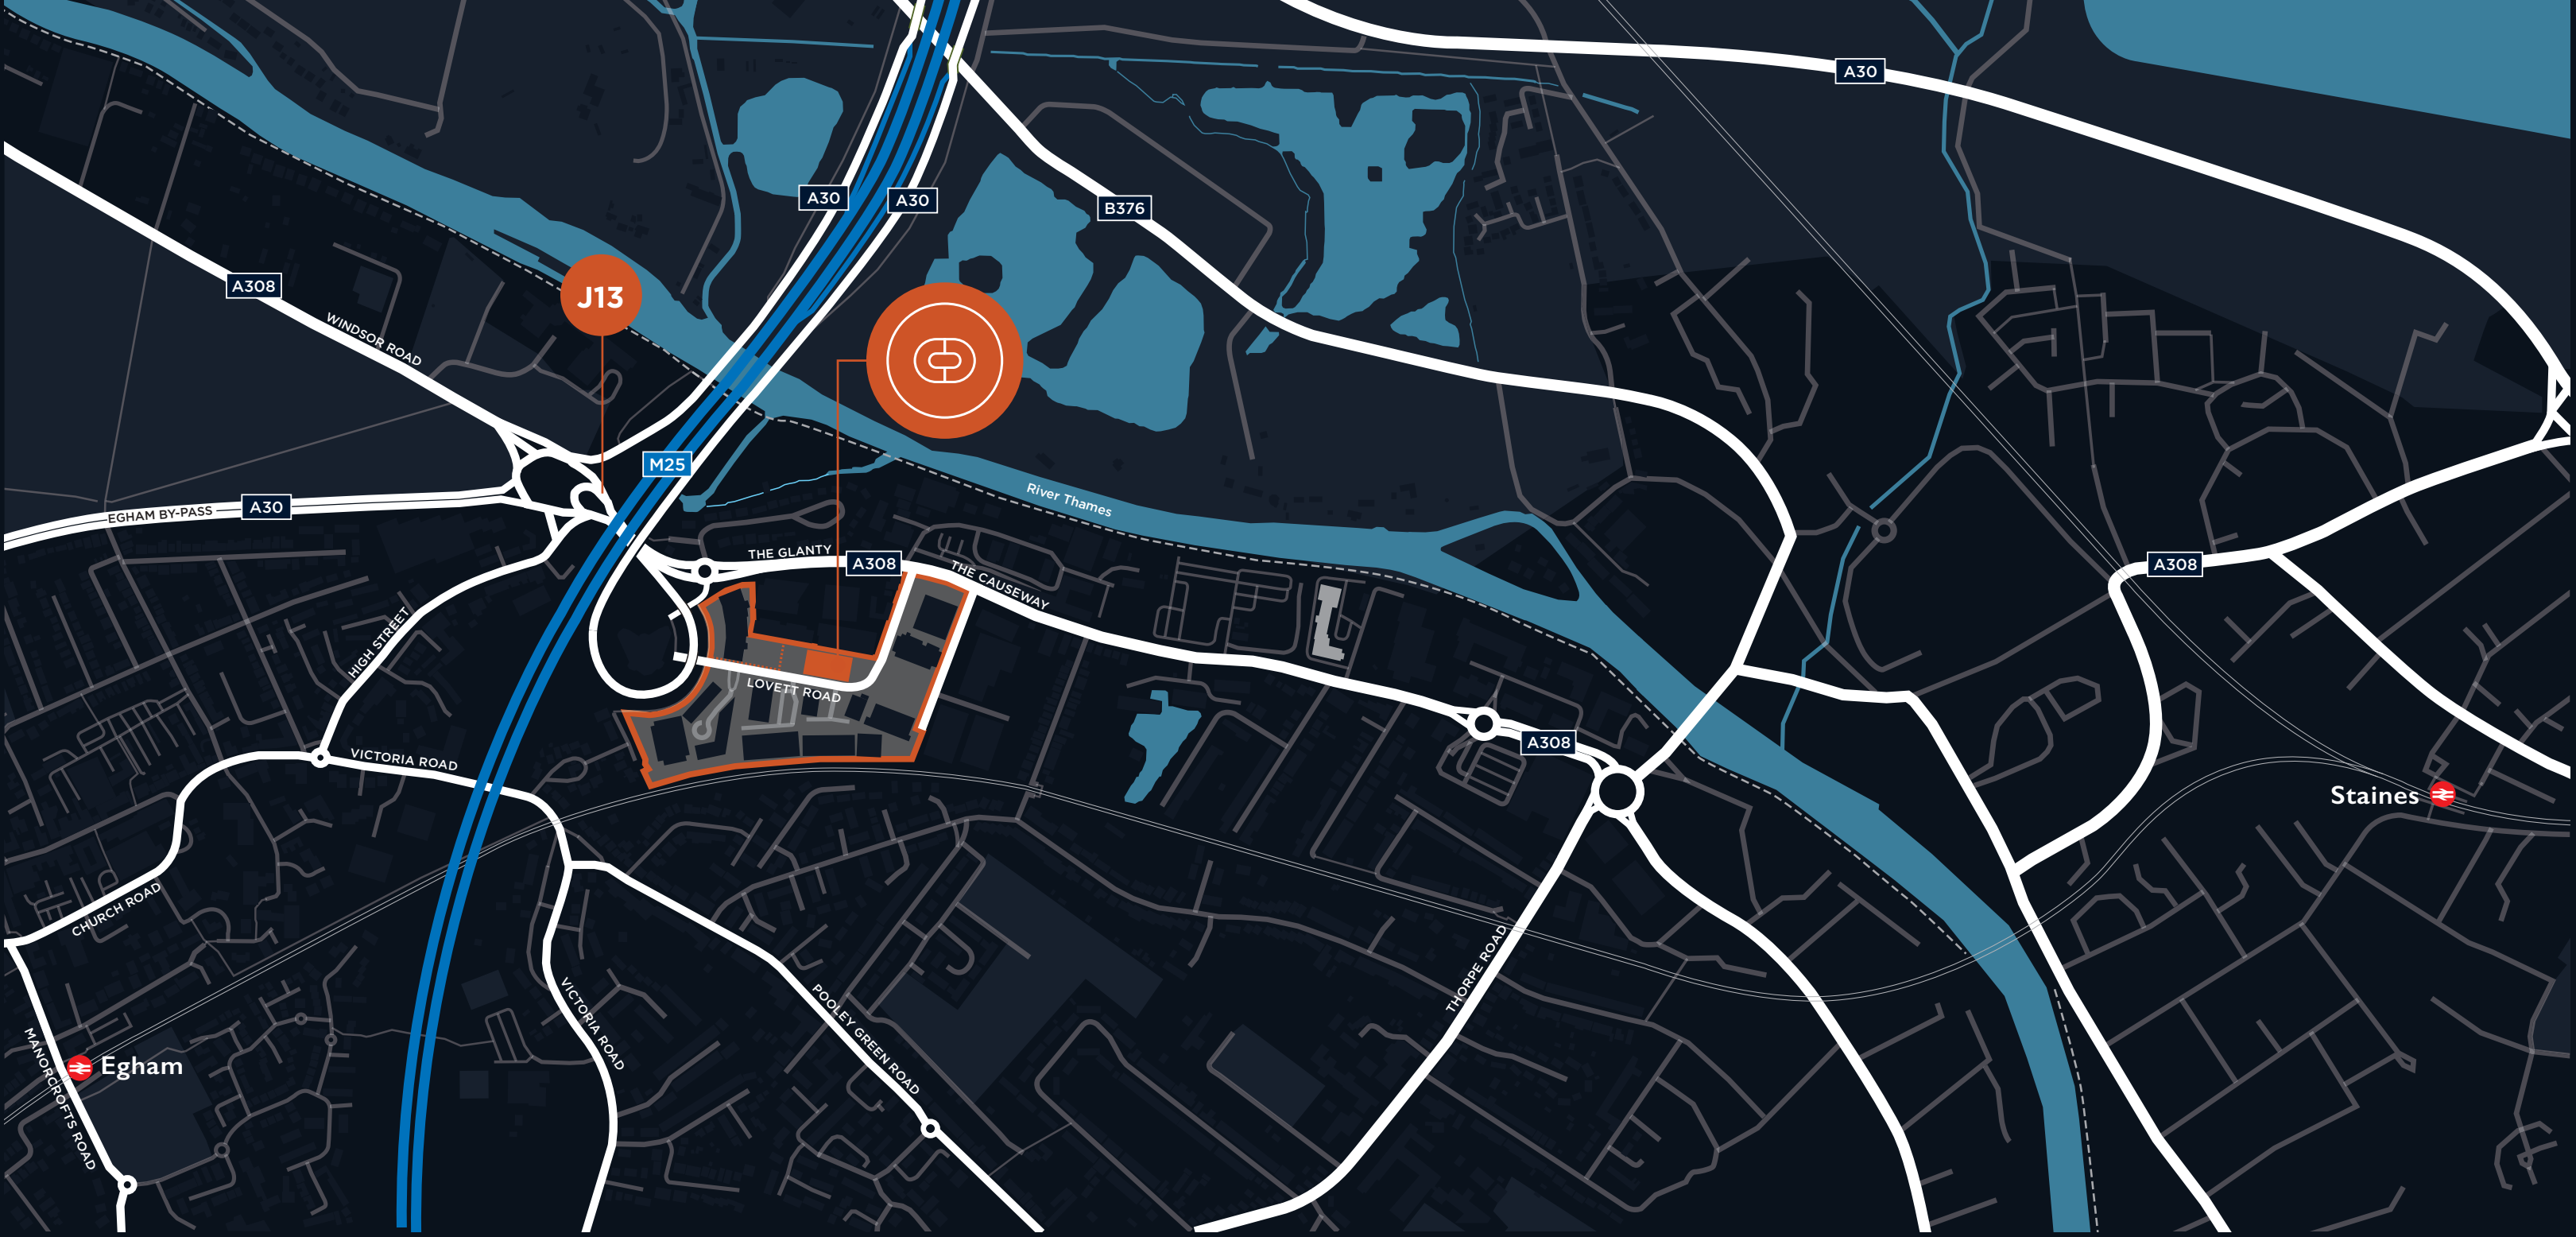 A30
A30
A30
B376
A308
J13
WINDSOR ROAD
M25
River Thames
EGHAM BY-PASS
A30
THE GLANTY
A308
THE CAUSEWAY
A308
HIGH STREET
LOVETT ROAD
A308
VICTORIA ROAD
Staines
CHURCH ROAD
THORPE ROAD
VICTORIA ROAD
POOLEY GREEN ROAD
MANORCROFTS ROAD
Egham